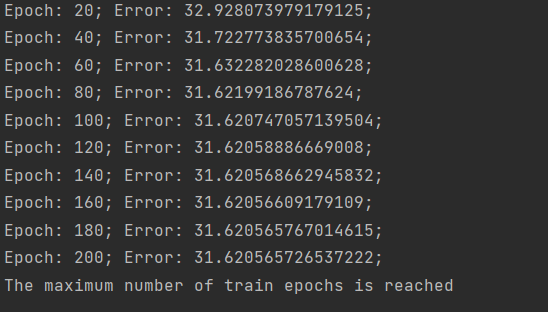 Epoch: 20; Error: 32.928073979179125;
Epoch: 40; Error: 31.722773835700654;
Epoch: 60; Error: 31.632282028600628;
Epoch: 80; Error: 31.62199186787624;
Epoch: 100; Error: 31.620747057139504;
Epoch: 120; Error: 31.62058886669008;
Epoch: 140; Error: 31.620568662945832;
Epoch: 160; Error: 31.62056609179109;
Epoch: 180; Error: 31.620565767014615;
Epoch: 200; Error: 31.620565726537222;
The maximum number of train epochs is reached